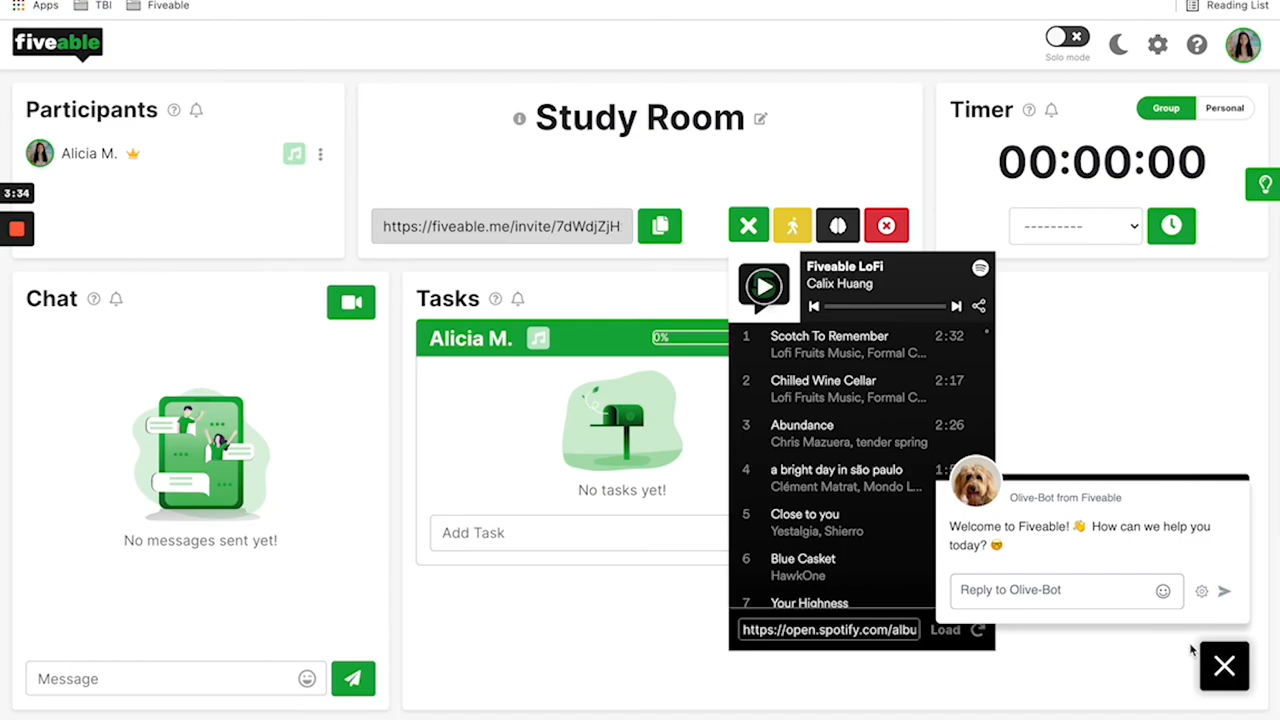 Apps TBI Fiveable Reading List
fiveable
Solo mode
Participants
Alicia M.
3:34
Study Room
https://fiveable.me/invite/7dWdjZjH
Timer
Group Personal
00:00:00
---------
Chat
No messages sent yet!
Message
Tasks
Alicia M.
0%
No tasks yet!
Add Task
Fiveable LoFi
Calix Huang
1 Scotch To Remember 2:32
Lofi Fruits Music, Formal C...
2 Chilled Wine Cellar 2:17
Lofi Fruits Music, Formal C...
3 Abundance 2:26
Chris Mazuera, tender spring
4 a bright day in são paulo
Clément Matrat, Mondo L...
5 Close to you
Yestalgia, Shierro
6 Blue Casket
HawkOne
7 Your Highness
https://open.spotify.com/albu Load
Olive-Bot from Fiveable
Welcome to Fiveable! 👋 How can we help you
today? 🤓
Reply to Olive-Bot